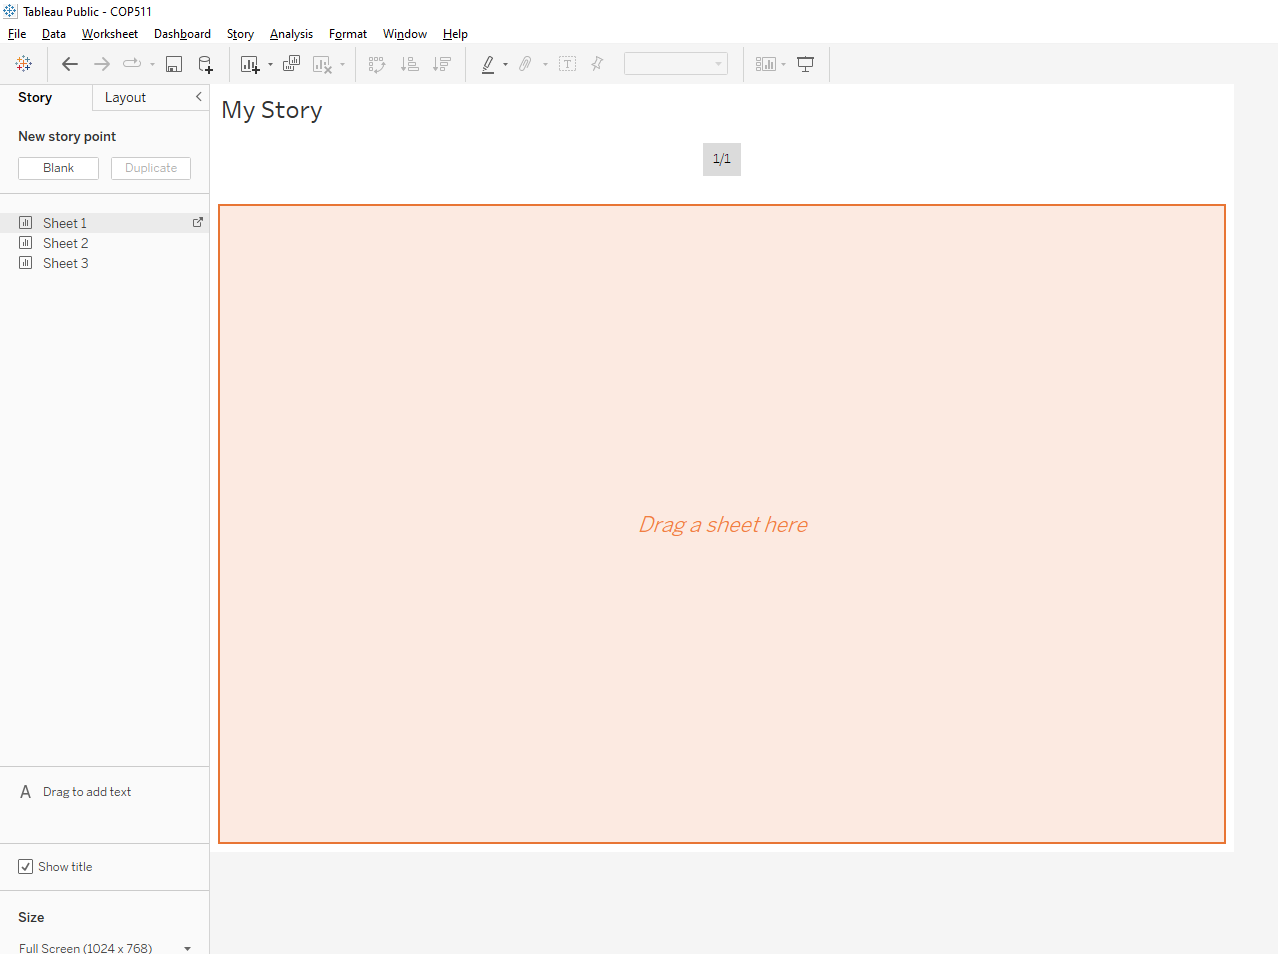 Tableau Public - COP511
File Data Worksheet Dashboard Story Analysis Format Window Help
Story Layout
My Story
New story point
Blank Duplicate
1/1
Sheet 1
Sheet 2
Sheet 3
Drag a sheet here
A Drag to add text
Show title
Size
Full Screen (1024 x 768)